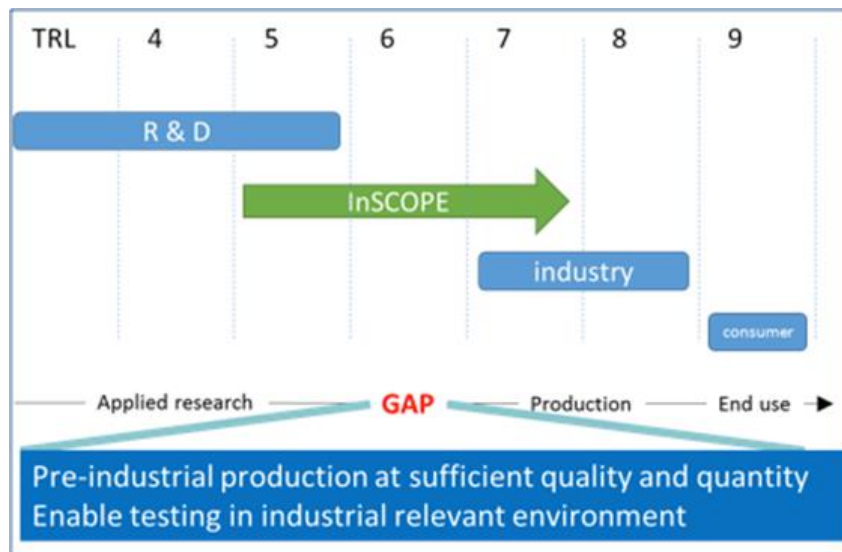 TRL 4 5 6 7 8 9
R & D
InSCOPE
industry
consumer
Applied research GAP Production End use
Pre-industrial production at sufficient quality and quantity
Enable testing in industrial relevant environment